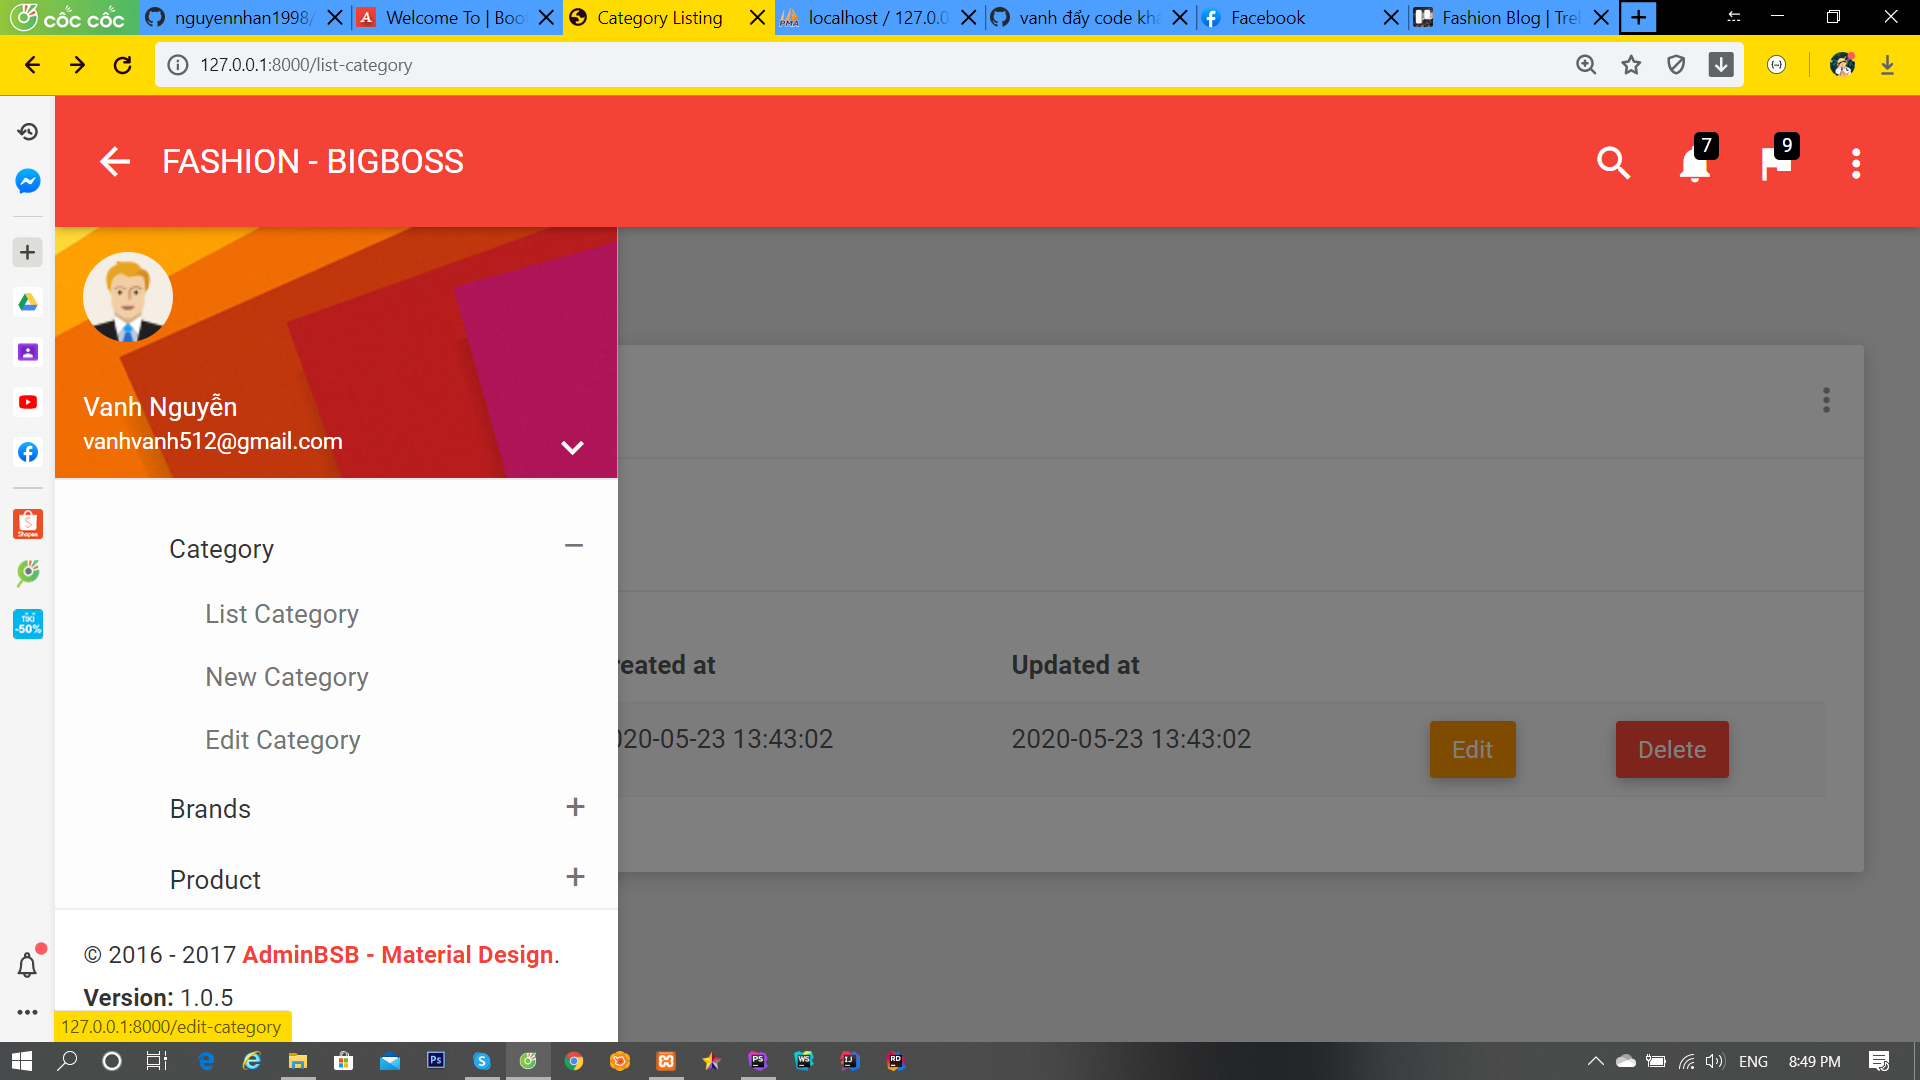 cốc cốc
nguyennhan1998/
Welcome To | Boo
Category Listing
localhost / 127.0.0
vanh đẩy code kh
Facebook
Fashion Blog | Tre
127.0.0.1:8000/list-category
FASHION - BIGBOSS
7
9
Vanh Nguyễn
vanhvanh512@gmail.com
Category
List Category
New Category
Edit Category
Brands
Product
reated at
Updated at
020-05-23 13:43:02
2020-05-23 13:43:02
Edit
Delete
© 2016 - 2017 AdminBSB - Material Design.
Version: 1.0.5
127.0.0.1:8000/edit-category
Shopee
TIKI
-50%
ENG
8:49 PM